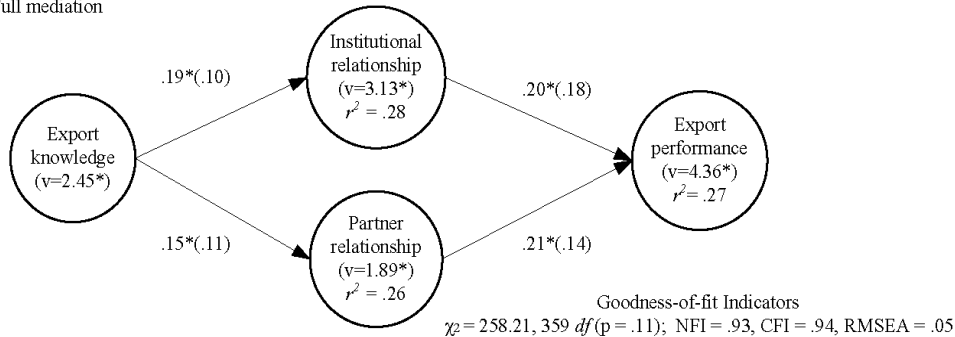 full mediation
Institutional
relationship
(v=3.13*)
r² = .28
.19*(.10)
.20*(.18)
Export
knowledge
(v=2.45*)
Export
performance
(v=4.36*)
r²= .27
Partner
relationship
(v=1.89*)
r² = .26
.15*(.11)
.21*(.14)
Goodness-of-fit Indicators
χ2 = 258.21, 359 df (p = .11); NFI = .93, CFI = .94, RMSEA = .05